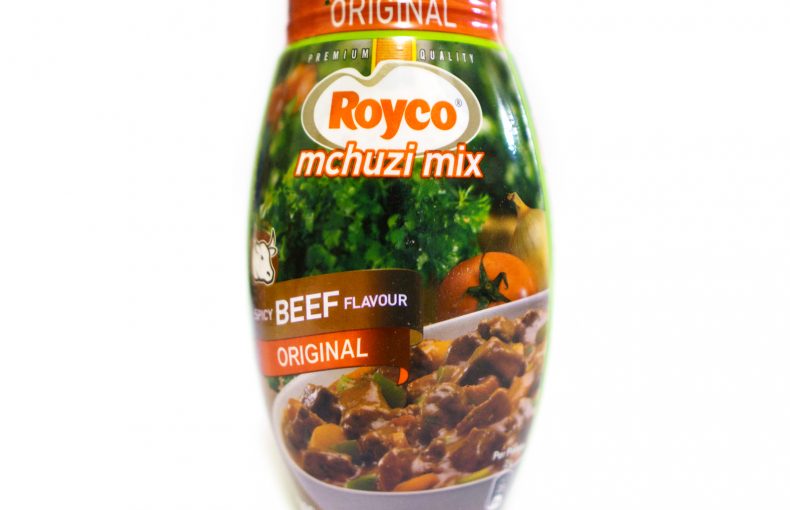 ORIGINAL
PREMIUM QUALITY
Royco®
mchuzi mix
SPICY BEEF FLAVOUR
ORIGINAL